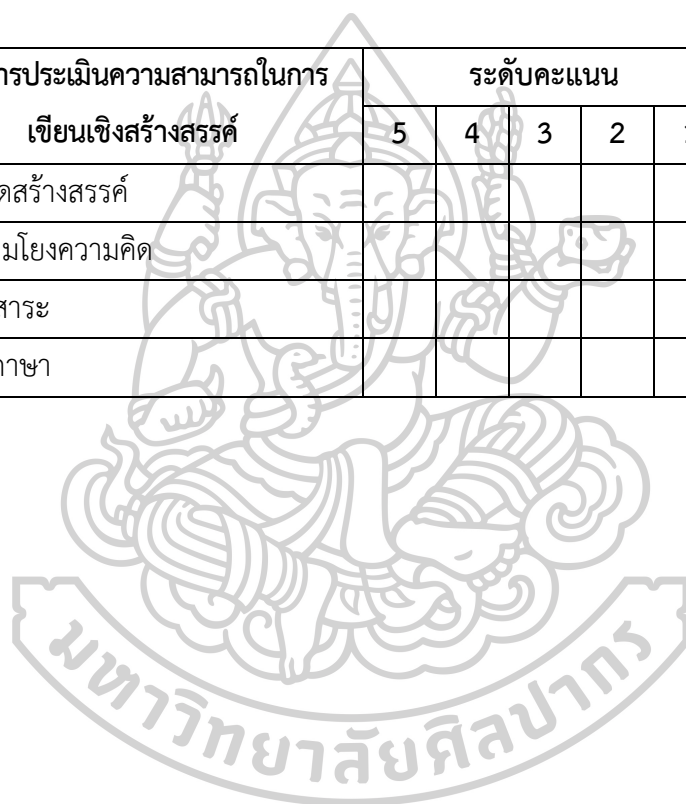 ารประเมินความสามารถในการ
เขียนเชิงสร้างสรรค์
ระดับคะแนน
5 4 3 2
ดสร้างสรรค์
มโยงความคิด
สาระ
ภาษา
มหาวิทยาลัยศิลปากร